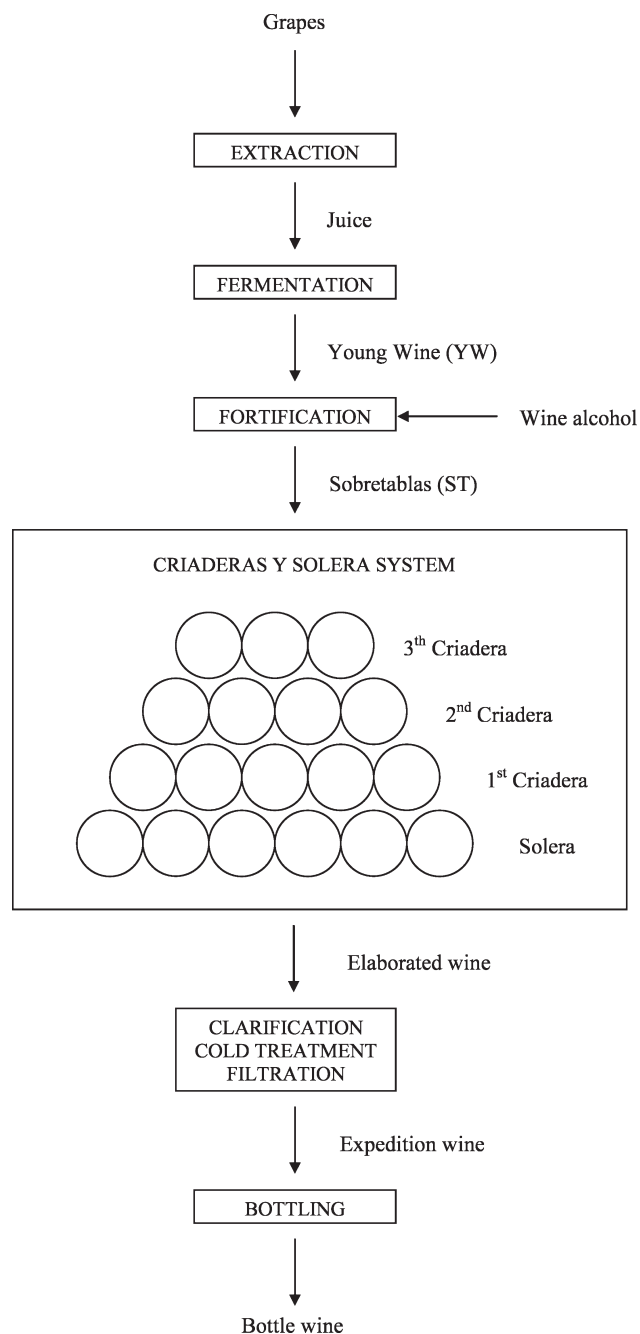 Grapes
EXTRACTION
Juice
FERMENTATION
Young Wine (YW)
FORTIFICATION
Wine alcohol
Sobretablas (ST)
CRIADERAS Y SOLERA SYSTEM
3th Criadera
2nd Criadera
1st Criadera
Solera
Elaborated wine
CLARIFICATION
COLD TREATMENT
FILTRATION
Expedition wine
BOTTLING
Bottle wine